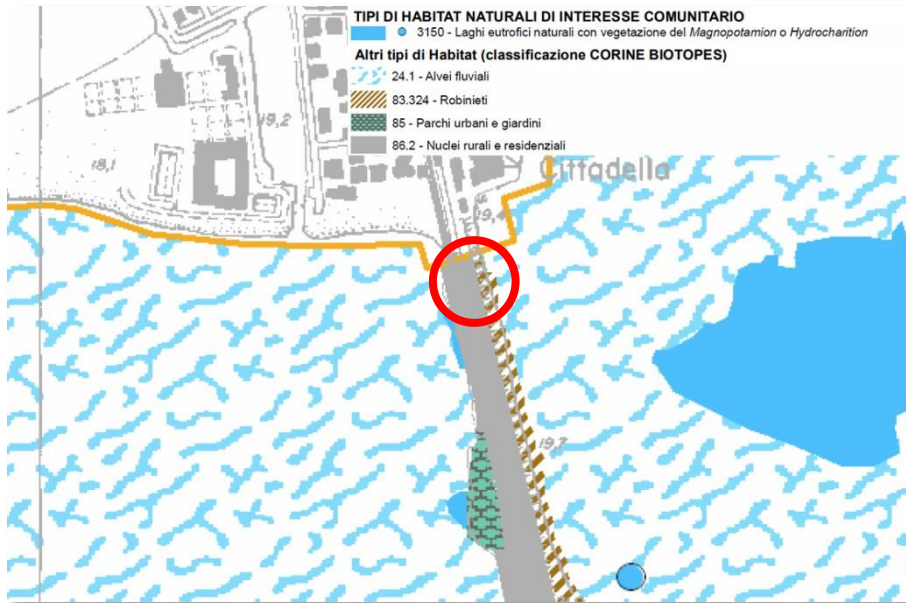 TIPI DI HABITAT NATURALI DI INTERESSE COMUNITARIO
3150 - Laghi eutrofici naturali con vegetazione del Magnopotamion o Hydrocharition
Altri tipi di Habitat (classificazione CORINE BIOTOPES)
24.1 - Alvei fluviali
83.324 - Robinieti
85 - Parchi urbani e giardini
86.2 - Nuclei rurali e residenziali
19,2
18,1
Cittadella
19,4